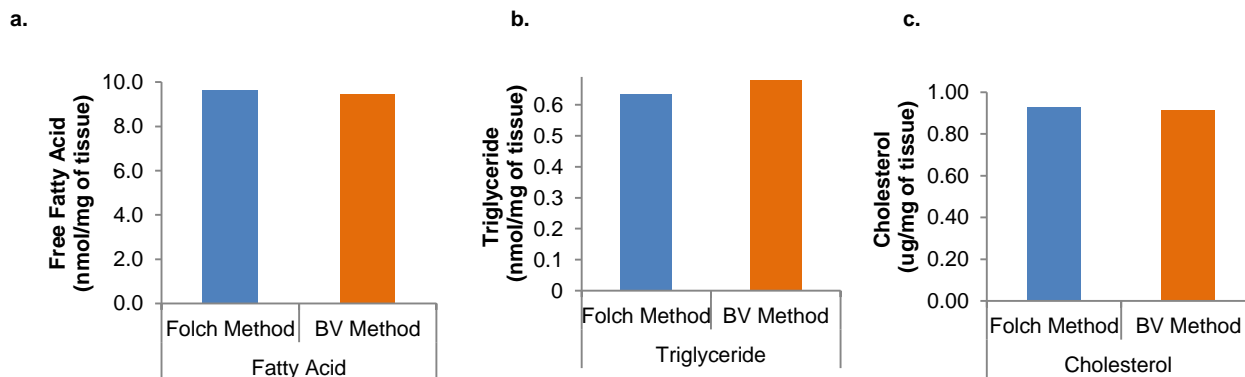 a.
b.
c.
Free Fatty Acid
(nmol/mg of tissue)
10.0
8.0
6.0
4.0
2.0
0.0
Folch Method BV Method
Fatty Acid
Triglyceride
(nmol/mg of tissue)
0.6
0.5
0.4
0.3
0.2
0.1
0
Folch Method BV Method
Triglyceride
Cholesterol
(ug/mg of tissue)
1.00
0.80
0.60
0.40
0.20
0.00
Folch Method BV Method
Cholesterol